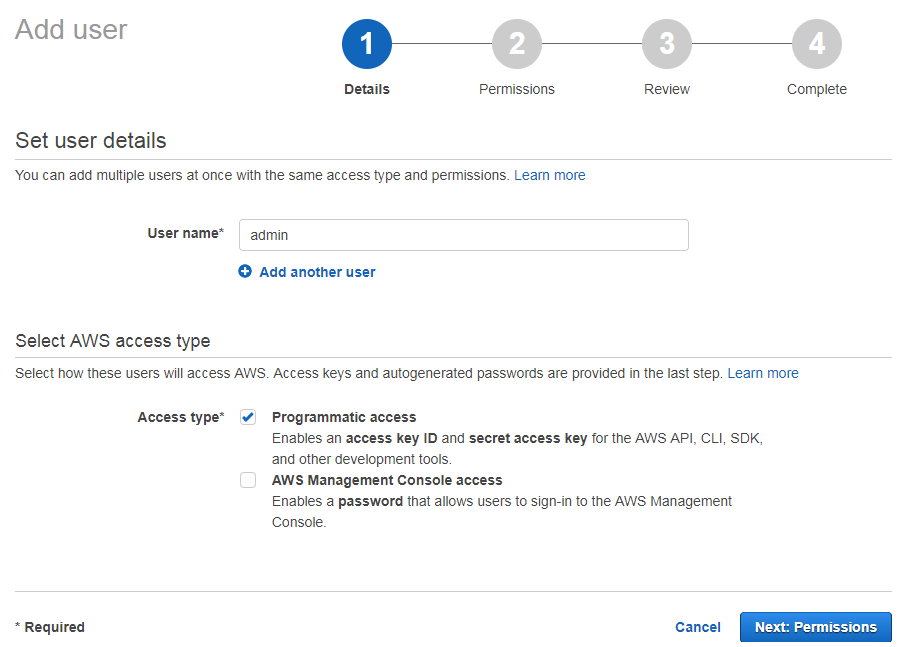 Add user
1
2
3
4
Details
Permissions
Review
Complete
Set user details
You can add multiple users at once with the same access type and permissions. Learn more
User name*
admin
Add another user
Select AWS access type
Select how these users will access AWS. Access keys and autogenerated passwords are provided in the last step. Learn more
Access type*
Programmatic access
Enables an access key ID and secret access key for the AWS API, CLI, SDK,
and other development tools.
AWS Management Console access
Enables a password that allows users to sign-in to the AWS Management
Console.
* Required
Cancel
Next: Permissions